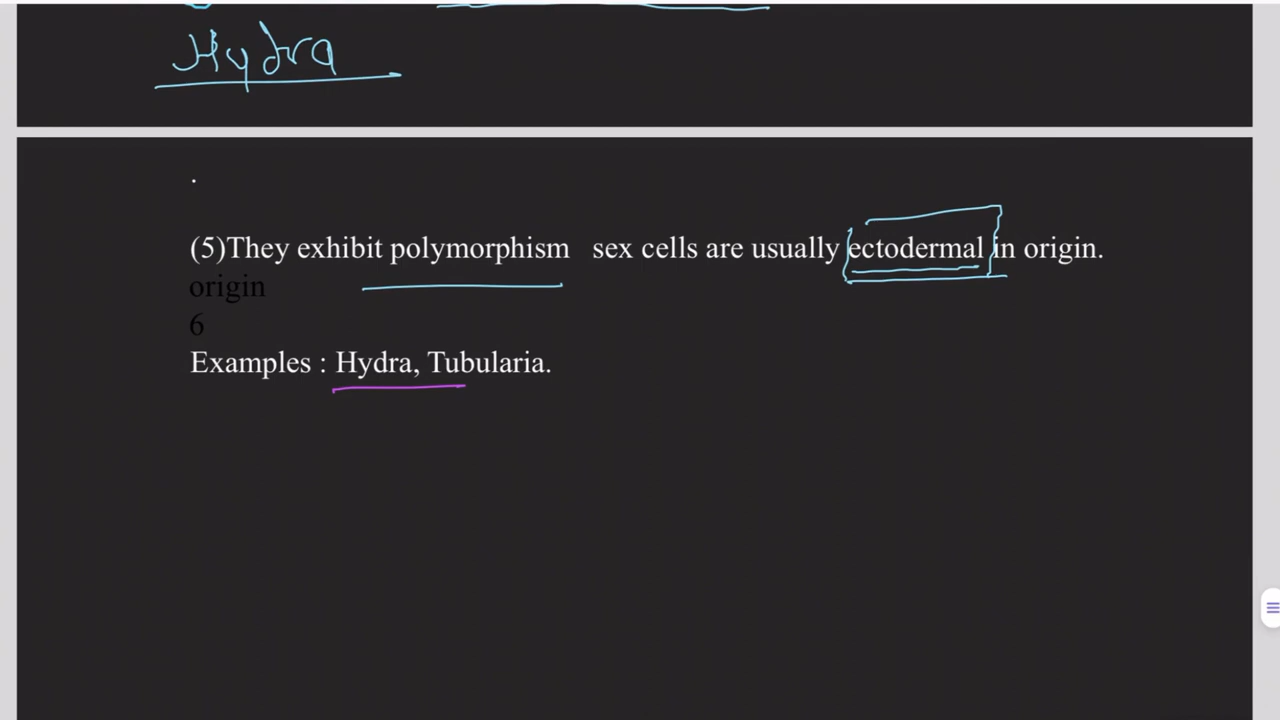 Hydra
.
(5)They exhibit polymorphism sex cells are usually ectodermal in origin.
origin
6
Examples : Hydra, Tubularia.